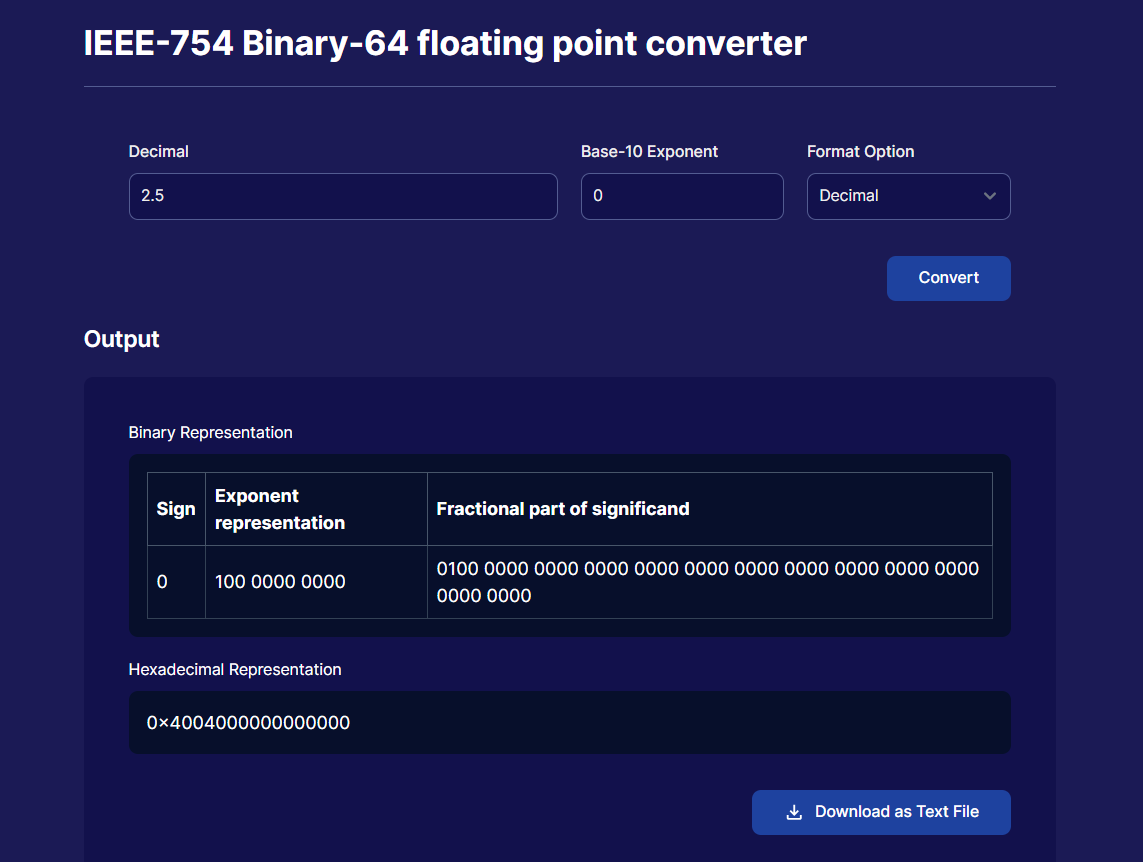 IEEE-754 Binary-64 floating point converter
Decimal
Base-10 Exponent
Format Option
2.5
0
Decimal
Convert
Output
Binary Representation
Sign
Exponent
representation
Fractional part of significand
0
100 0000 0000
0100 0000 0000 0000 0000 0000 0000 0000 0000 0000 0000
0000 0000
Hexadecimal Representation
0×4004000000000000
Download as Text File